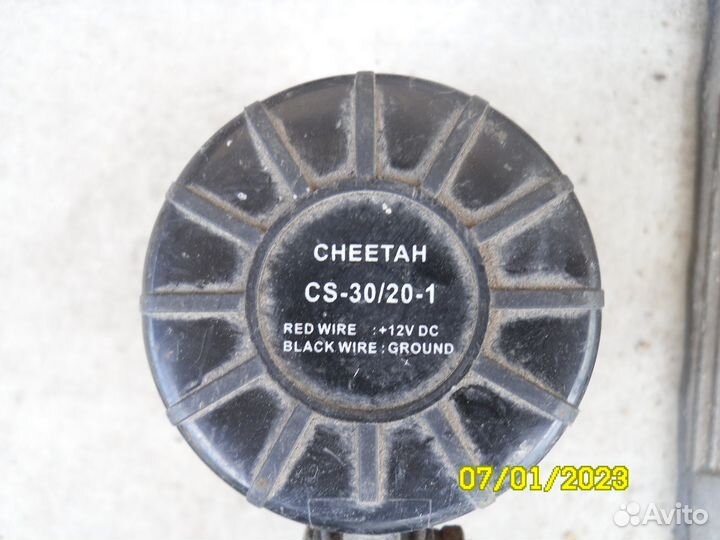 CHEETAH
CS-30/20-1
RED WIRE : +12V DC
BLACK WIRE : GROUND
07/01/2023
Avito